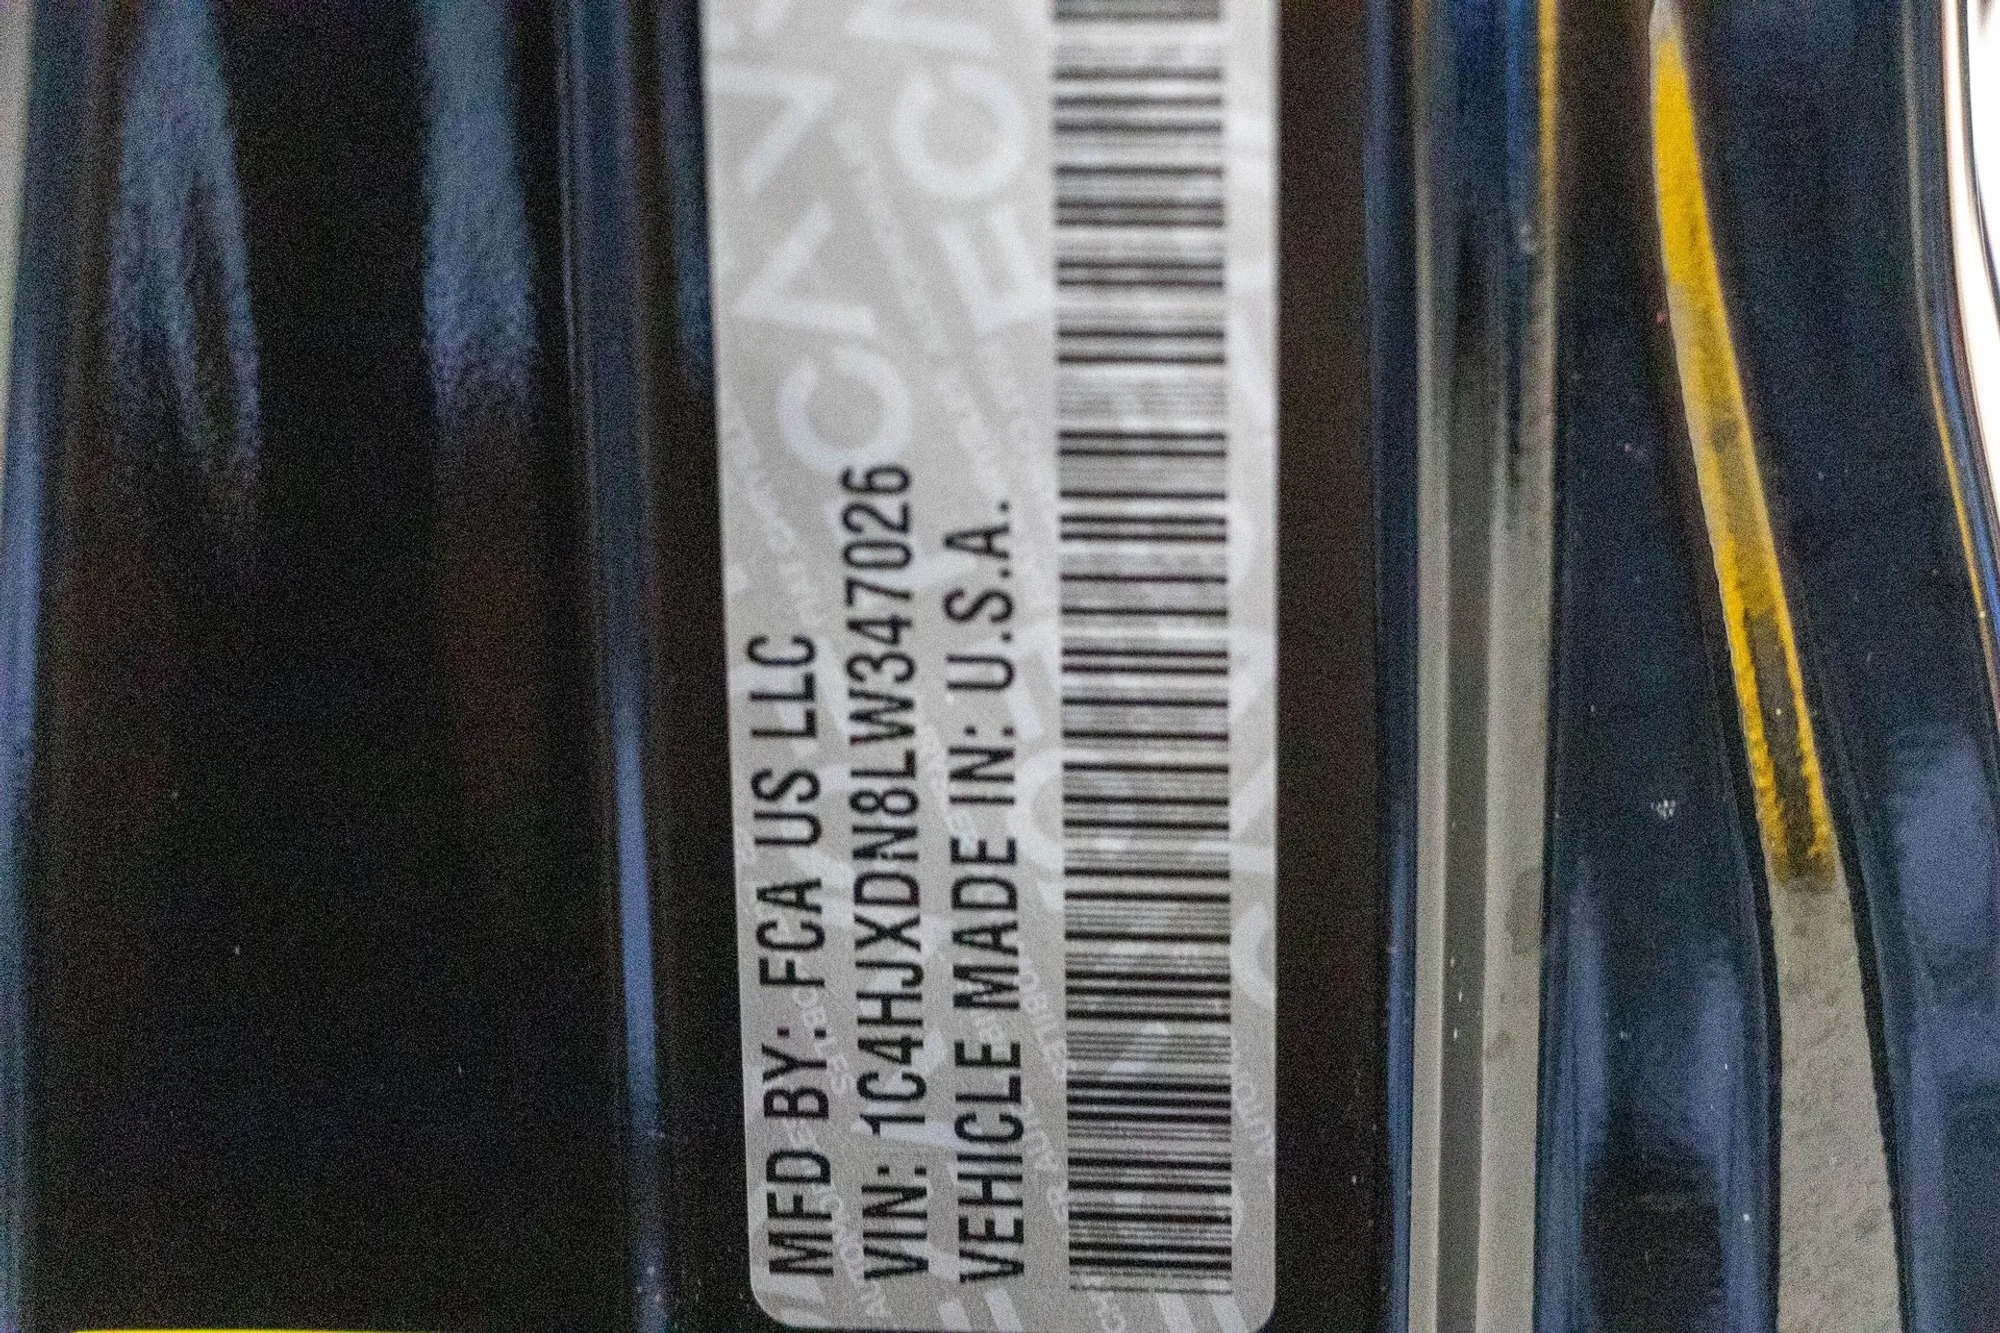 MFD BY: FCA US LLC
VIN: 1C4HJXDN8LW347026
VEHICLE MADE IN: U.S.A.